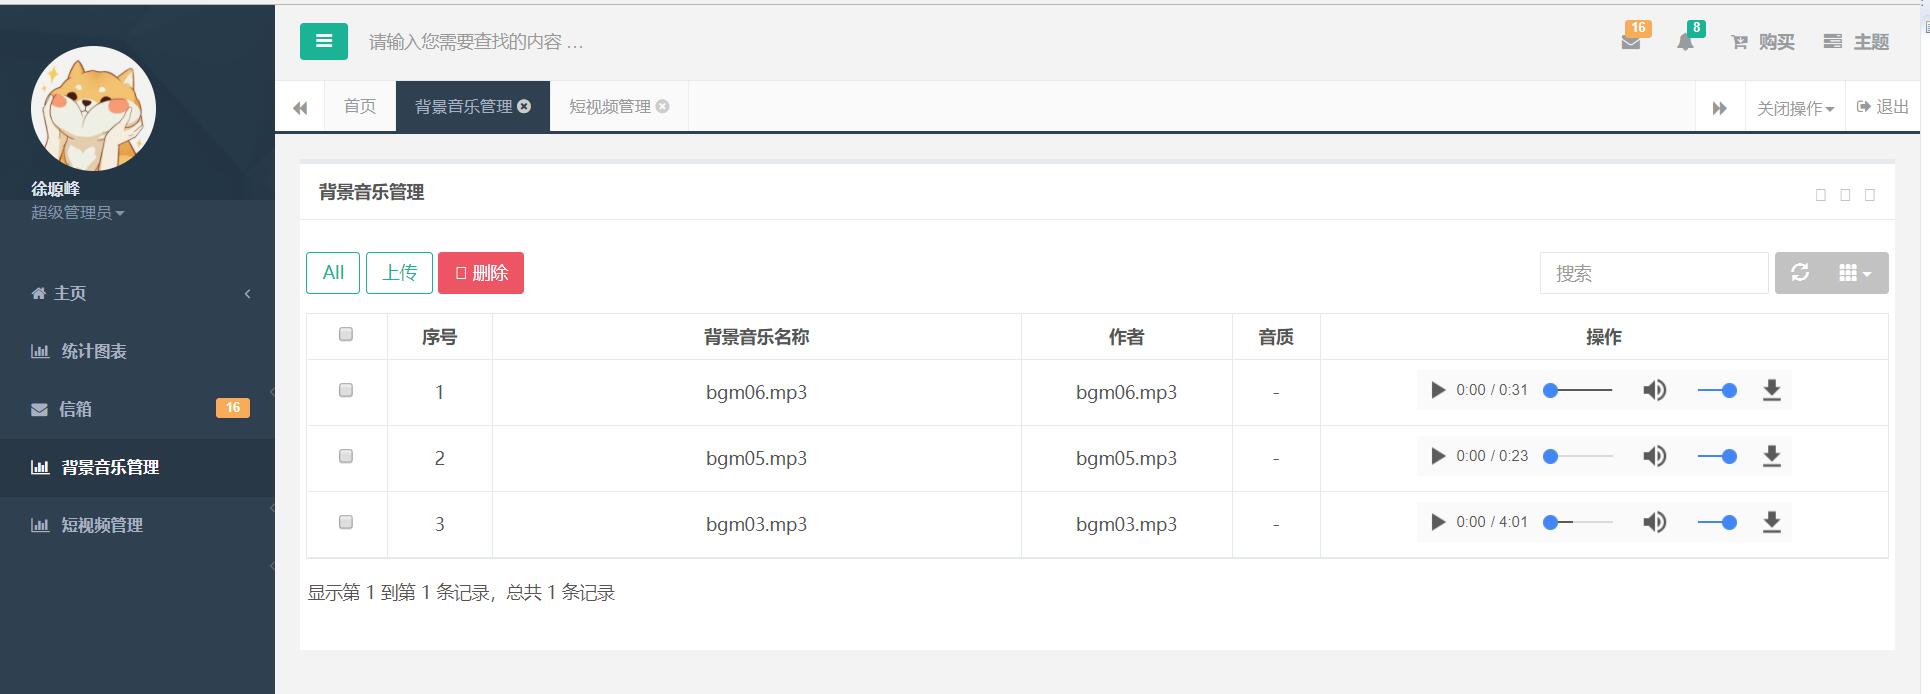 徐塬峰
超级管理员
主页
统计图表
信箱 16
背景音乐管理
短视频管理
请输入您需要查找的内容 …
16 8 购买 主题
首页 背景音乐管理 短视频管理 关闭操作 退出
背景音乐管理
All 上传 删除 搜索
序号 背景音乐名称 作者 音质 操作
1 bgm06.mp3 bgm06.mp3 - 0:00 / 0:31
2 bgm05.mp3 bgm05.mp3 - 0:00 / 0:23
3 bgm03.mp3 bgm03.mp3 - 0:00 / 4:01
显示第 1 到第 1 条记录，总共 1 条记录